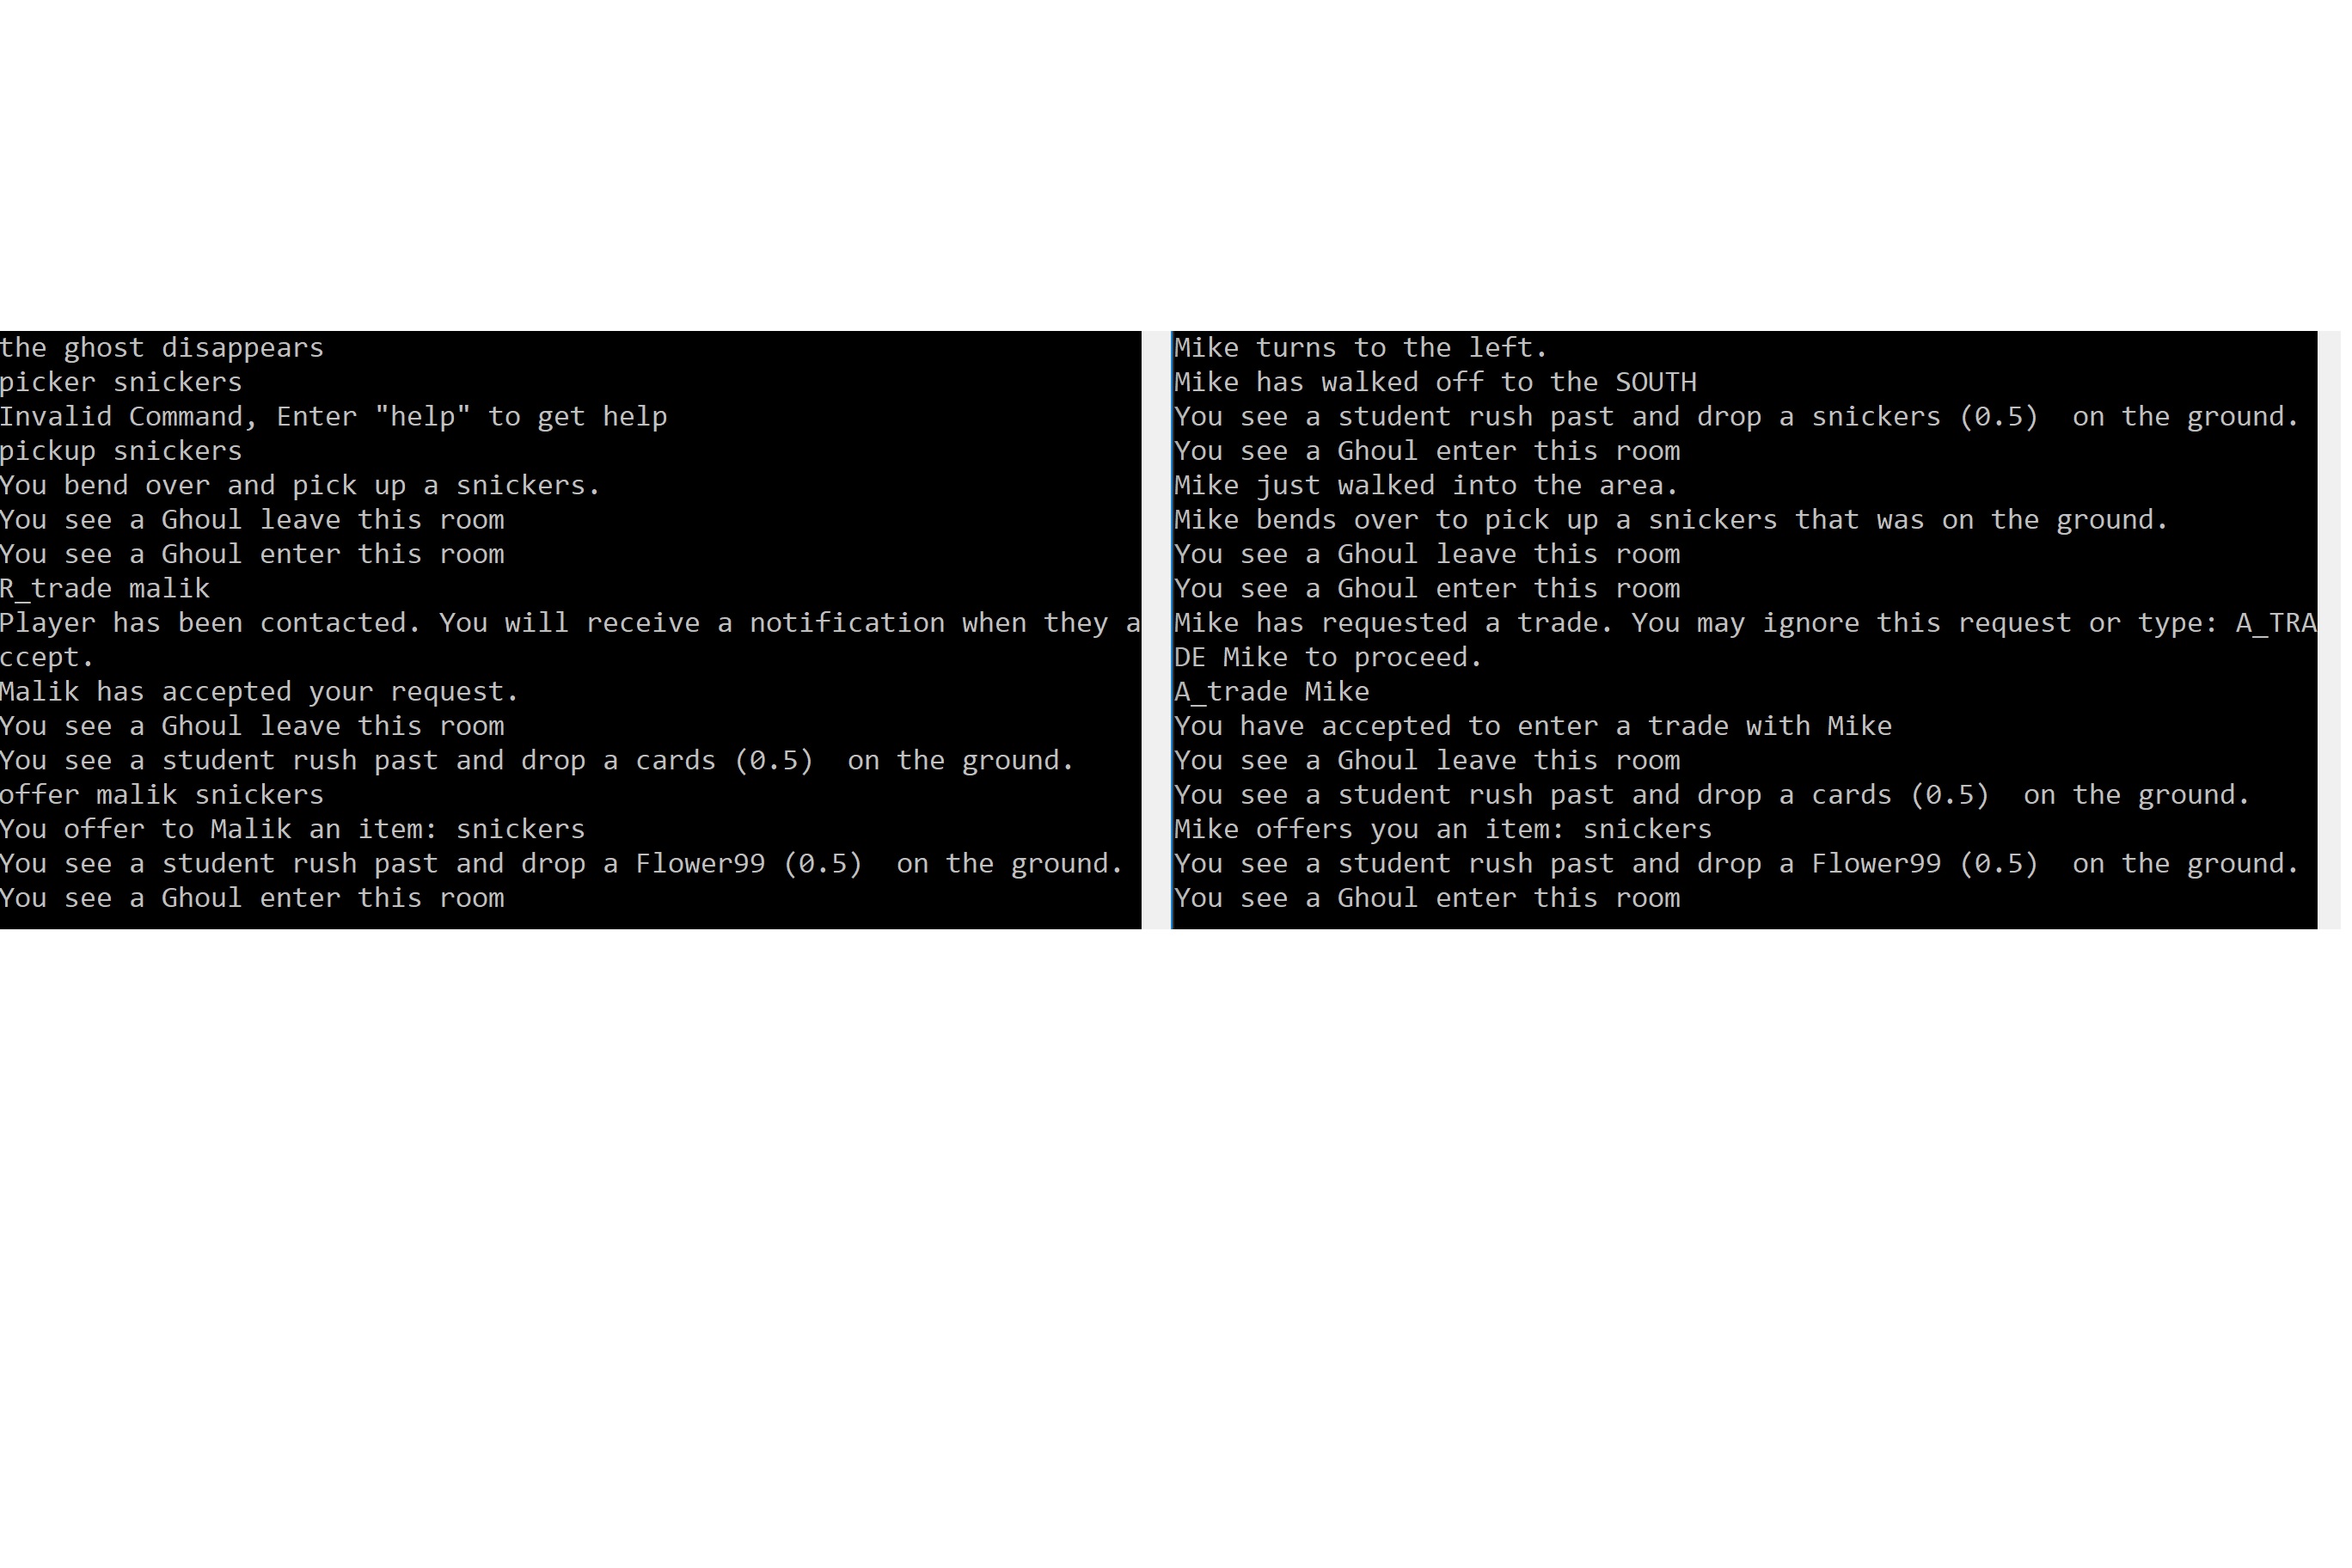 the ghost disappears
picker snickers
Invalid Command, Enter "help" to get help
pickup snickers
You bend over and pick up a snickers.
You see a Ghoul leave this room
You see a Ghoul enter this room
R_trade malik
Player has been contacted. You will receive a notification when they a
ccept.
Malik has accepted your request.
You see a Ghoul leave this room
You see a student rush past and drop a cards (0.5)  on the ground.
offer malik snickers
You offer to Malik an item: snickers
You see a student rush past and drop a Flower99 (0.5)  on the ground.
You see a Ghoul enter this room
Mike turns to the left.
Mike has walked off to the SOUTH
You see a student rush past and drop a snickers (0.5)  on the ground.
You see a Ghoul enter this room
Mike just walked into the area.
Mike bends over to pick up a snickers that was on the ground.
You see a Ghoul leave this room
You see a Ghoul enter this room
Mike has requested a trade. You may ignore this request or type: A_TRA
DE Mike to proceed.
A_trade Mike
You have accepted to enter a trade with Mike
You see a Ghoul leave this room
You see a student rush past and drop a cards (0.5)  on the ground.
Mike offers you an item: snickers
You see a student rush past and drop a Flower99 (0.5)  on the ground.
You see a Ghoul enter this room